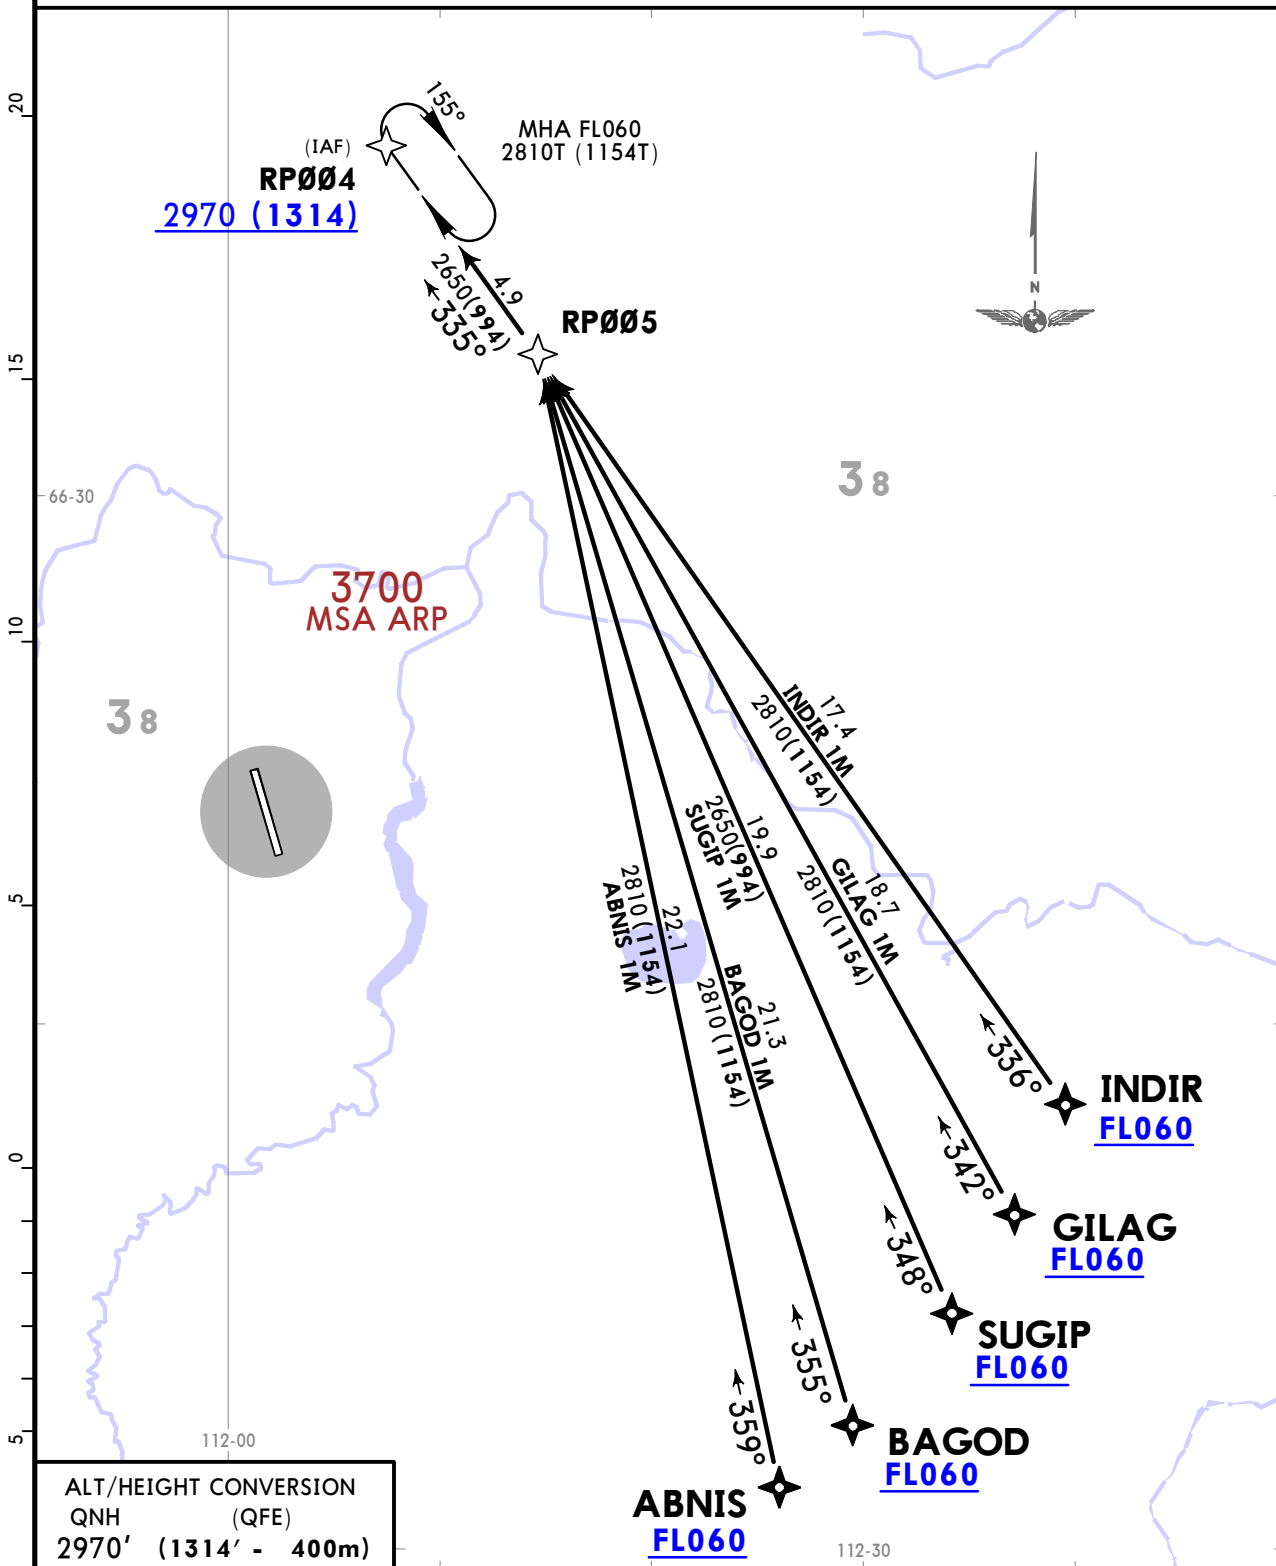 20
15
10
5
0
5
155°
MHA FL060
2810T (1154T)
(IAF)
RPØØ4
2970 (1314)
4.9
2650(994)
335°
RPØØ5
N
38
66-30
3700
MSA ARP
38
17.4
INDIR 1M
2810(1154)
19.9
2650(994)
SUGIP 1M
18.7
GILAG 1M
2810(1154)
22.1
2810(1154)
ABNIS 1M
21.3
BAGOD 1M
2810(1154)
336°
INDIR
FL060
342°
GILAG
FL060
348°
SUGIP
FL060
355°
BAGOD
FL060
359°
ABNIS
FL060
112-00
112-30
ALT/HEIGHT CONVERSION
QNH (QFE)
2970' (1314' - 400m)